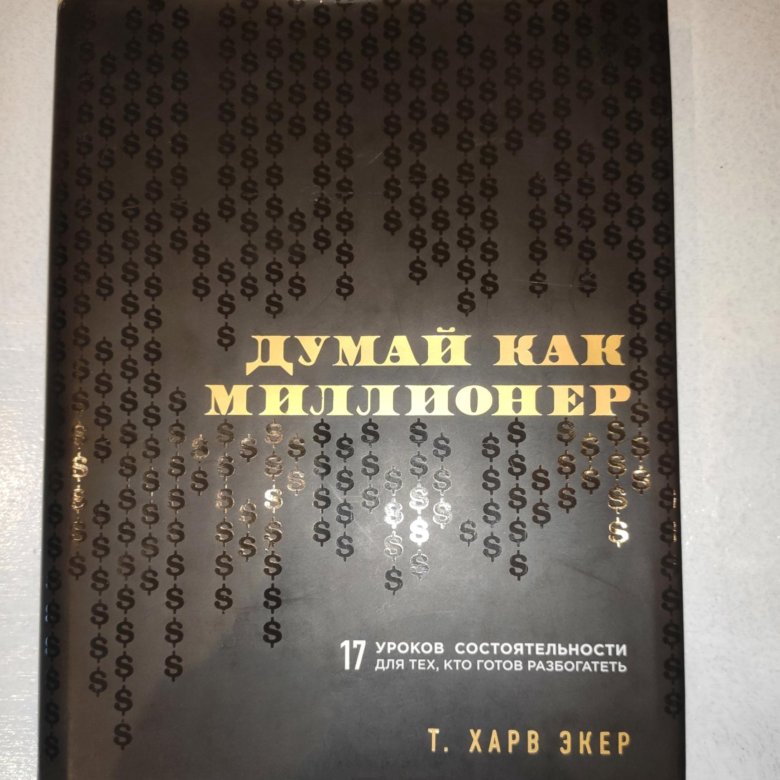 ДУМАЙ КАК
МИЛЛИОНЕР
17 УРОКОВ СОСТОЯТЕЛЬНОСТИ
ДЛЯ ТЕХ, КТО ГОТОВ РАЗБОГАТЕТЬ
Т. ХАРВ ЭКЕР